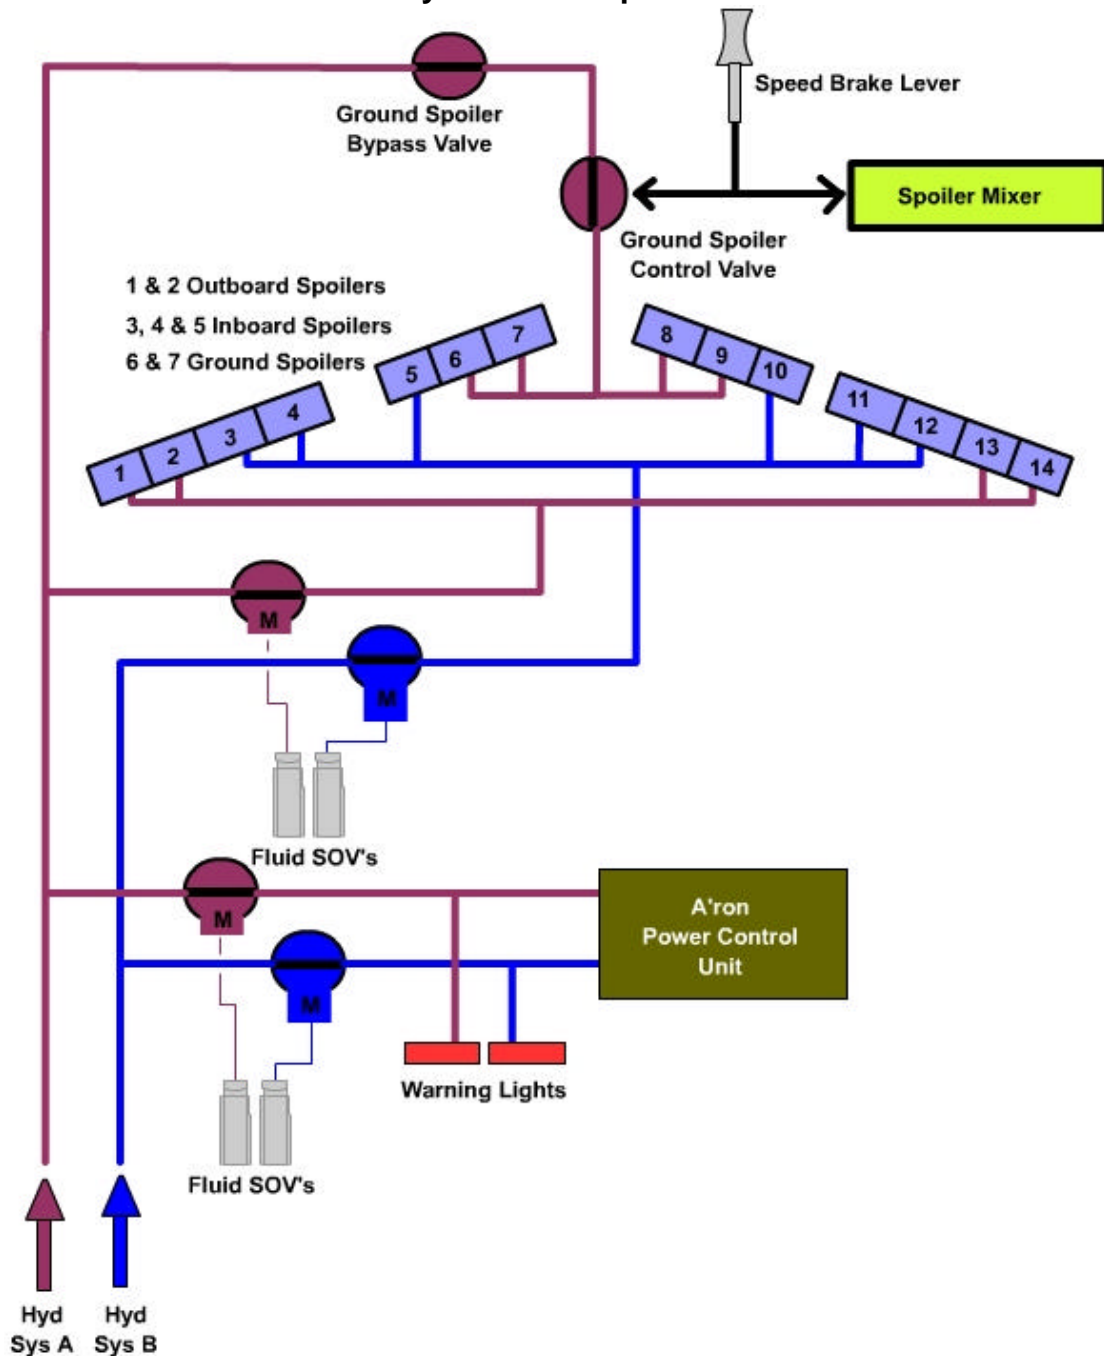 Speed Brake Lever
Ground Spoiler
Bypass Valve
Spoiler Mixer
Ground Spoiler
Control Valve
1 & 2 Outboard Spoilers
3, 4 & 5 Inboard Spoilers
6 & 7 Ground Spoilers
1 2 3 4
5 6 7
8 9 10
11 12 13 14
M
M
Fluid SOV's
M
M
A'ron
Power Control
Unit
Warning Lights
Fluid SOV's
Hyd
Sys A
Hyd
Sys B